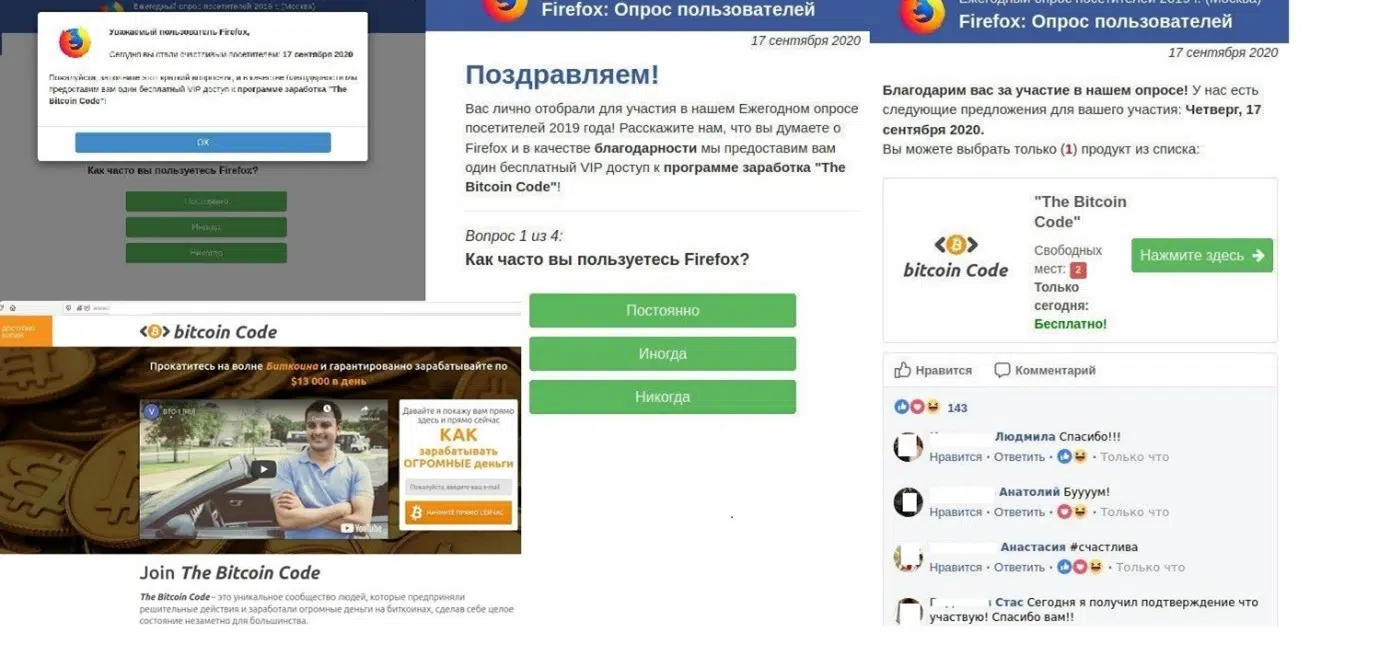 Ежегодный опрос посетителей 2019 г. (Москва)
Уважаемый пользователь Firefox,
Сегодня вы стали счастливым посетителем: 17 сентября 2020
Пожалуйста, заполните этот краткий вопросник, и в качестве благодарности мы
предоставим вам один бесплатный VIP доступ к программе заработка "The
Bitcoin Code"!
ОК
Как часто вы пользуетесь Firefox?
Постоянно
Иногда
Никогда
Firefox: Опрос пользователей
17 сентября 2020
Поздравляем!
Вас лично отобрали для участия в нашем Ежегодном опросе
посетителей 2019 года! Расскажите нам, что вы думаете о
Firefox и в качестве благодарности мы предоставим вам
один бесплатный VIP доступ к программе заработка "The
Bitcoin Code"!
Вопрос 1 из 4:
Как часто вы пользуетесь Firefox?
Постоянно
Иногда
Никогда
Ежегодный опрос посетителей 2019 г. (Москва)
Firefox: Опрос пользователей
17 сентября 2020
Благодарим вас за участие в нашем опросе! У нас есть
следующие предложения для вашего участия: Четверг, 17
сентября 2020.
Вы можете выбрать только (1) продукт из списка:
bitcoin Code
"The Bitcoin
Code"
Свободных
мест: 2
Только
сегодня:
Бесплатно!
Нажмите здесь
Нравится Комментарий
143
Людмила Спасибо!!!
Нравится · Ответить · Только что
Анатолий Буууум!
Нравится · Ответить · Только что
Анастасия #счастлива
Нравится · Ответить · Только что
Стас Сегодня я получил подтверждение что
участвую! Спасибо вам!!
ДОСТУПНО
bitcoin Code
Прокатитесь на волне Биткоина и гарантированно зарабатывайте по
$13 000 в день
V
YouTube
Давайте я покажу вам прямо
здесь и прямо сейчас
КАК
зарабатывать
ОГРОМНЫЕ деньги
Пожалуйста, введите ваш e-mail
НАЧНИТЕ ПРЯМО СЕЙЧАС
Join The Bitcoin Code
The Bitcoin Code – это уникальное сообщество людей, которые предприняли
решительные действия и заработали огромные деньги на биткоинах, сделав себе целое
состояние незаметно для большинства.